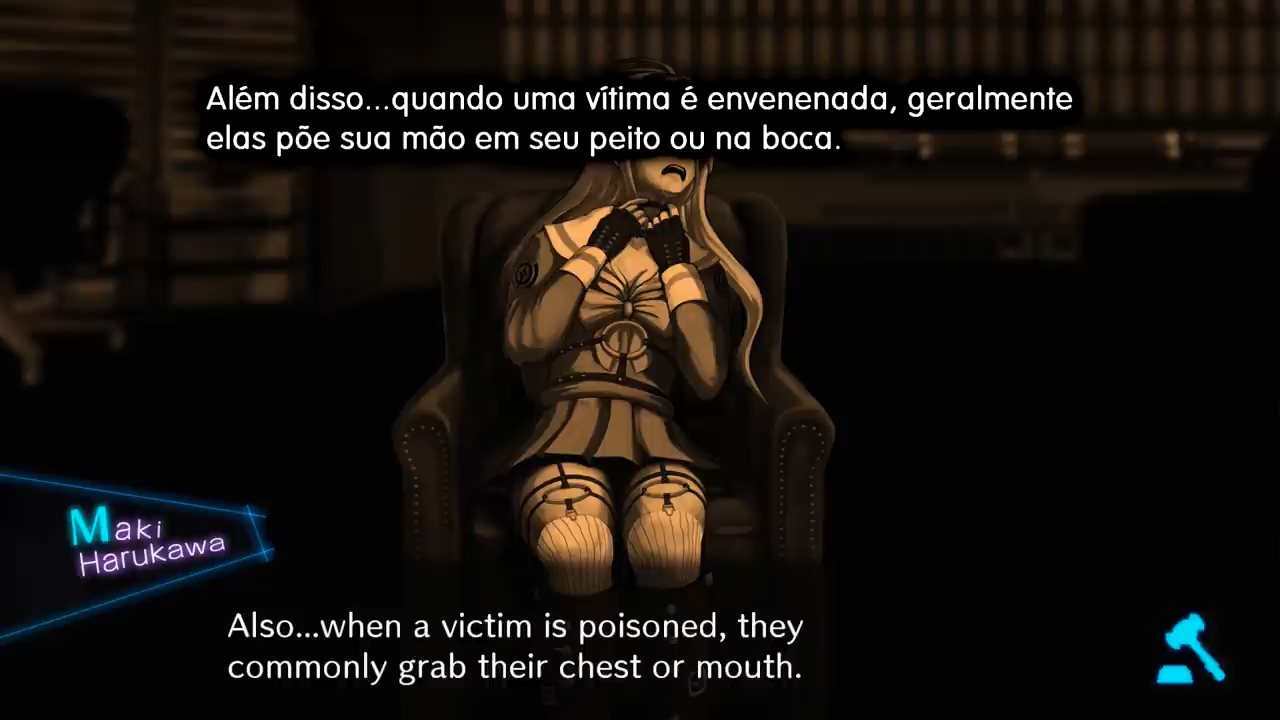 Além disso...quando uma vítima é envenenada, geralmente
elas põe sua mão em seu peito ou na boca.
Maki
Harukawa
Also...when a victim is poisoned, they
commonly grab their chest or mouth.